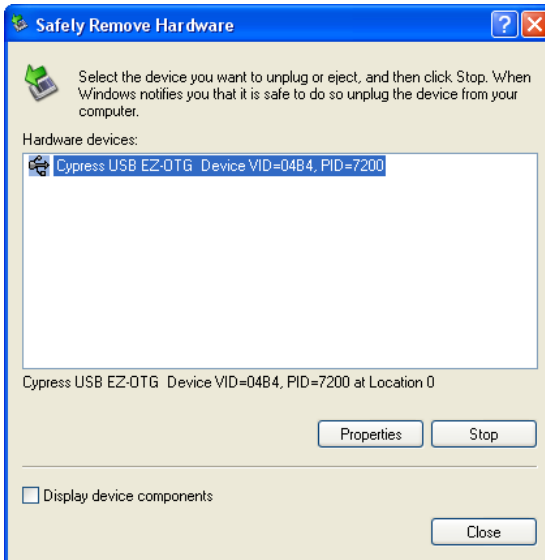 Safely Remove Hardware
Select the device you want to unplug or eject, and then click Stop. When
Windows notifies you that it is safe to do so unplug the device from your
computer.
Hardware devices:
Cypress USB EZ-OTG  Device VID=04B4, PID=7200
Cypress USB EZ-OTG  Device VID=04B4, PID=7200 at Location 0
Properties Stop
Display device components
Close